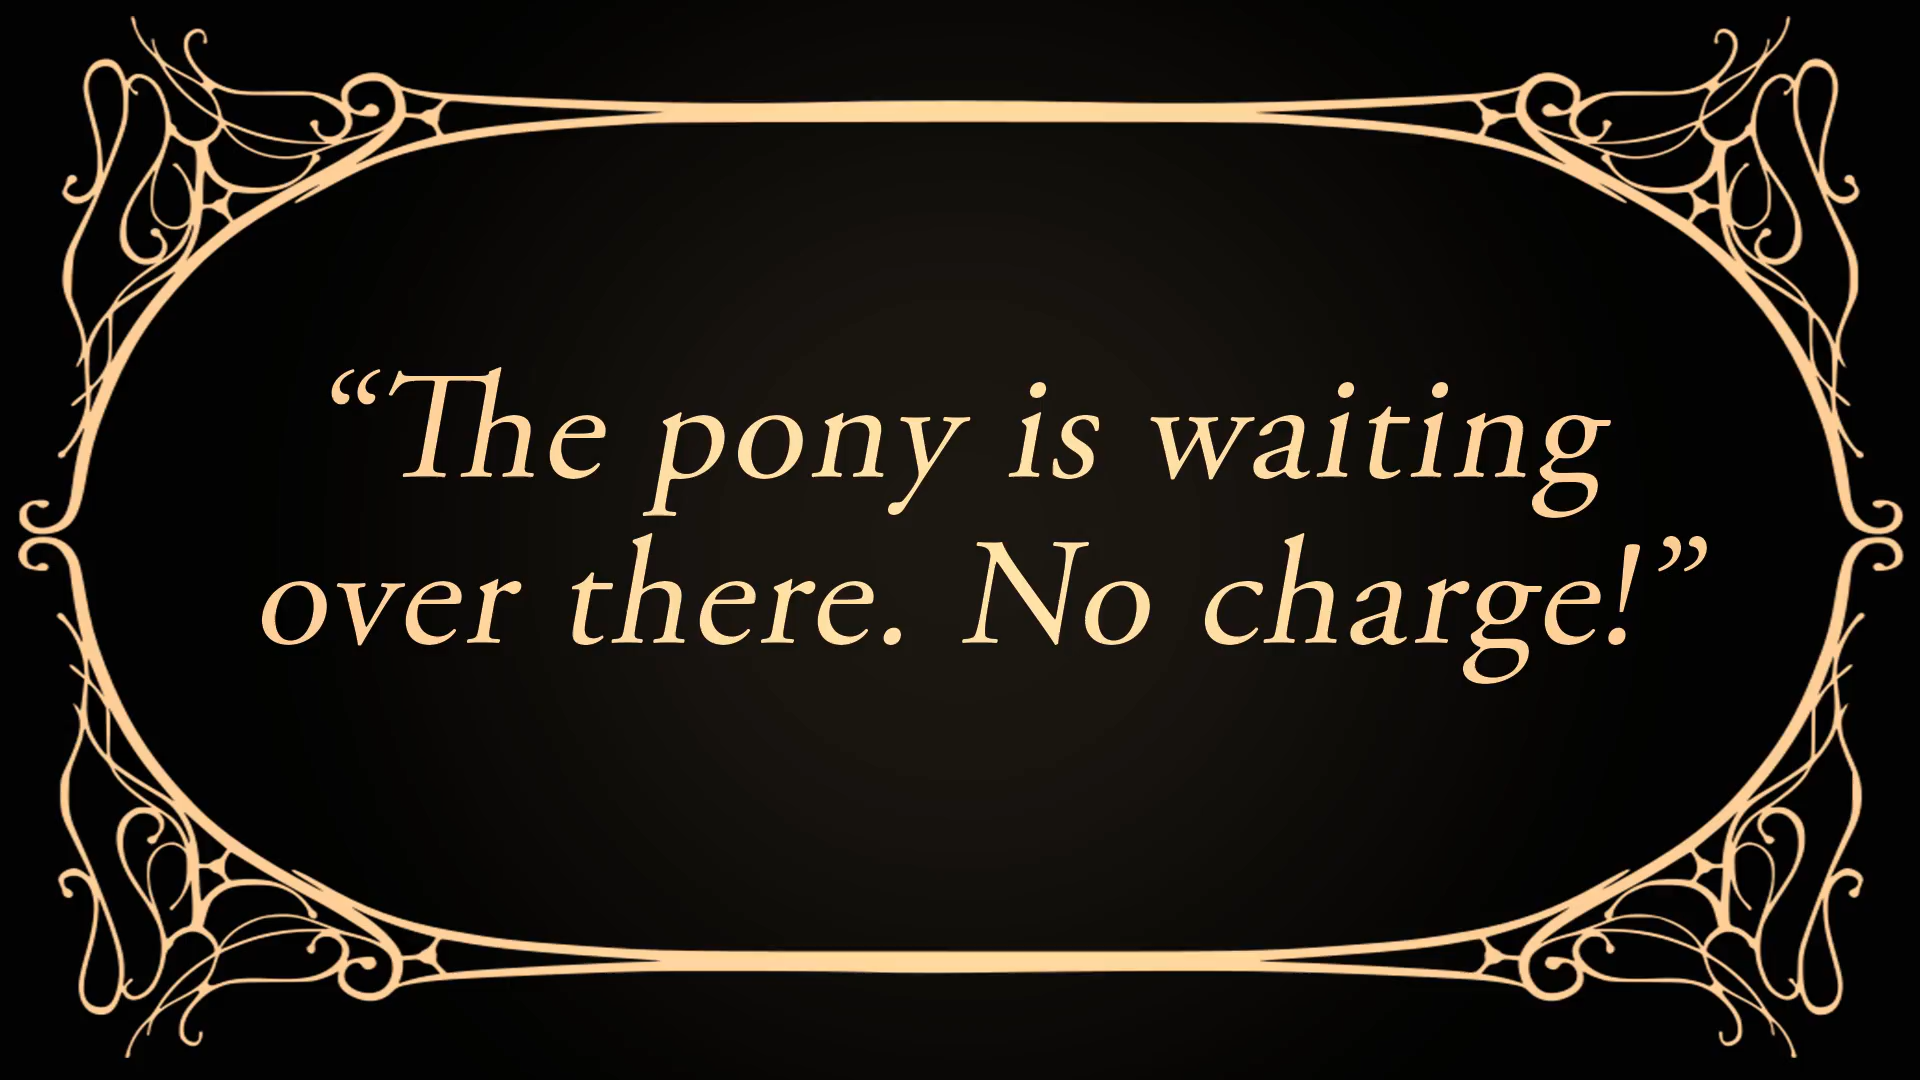 “The pony is waiting
over there. No charge!”